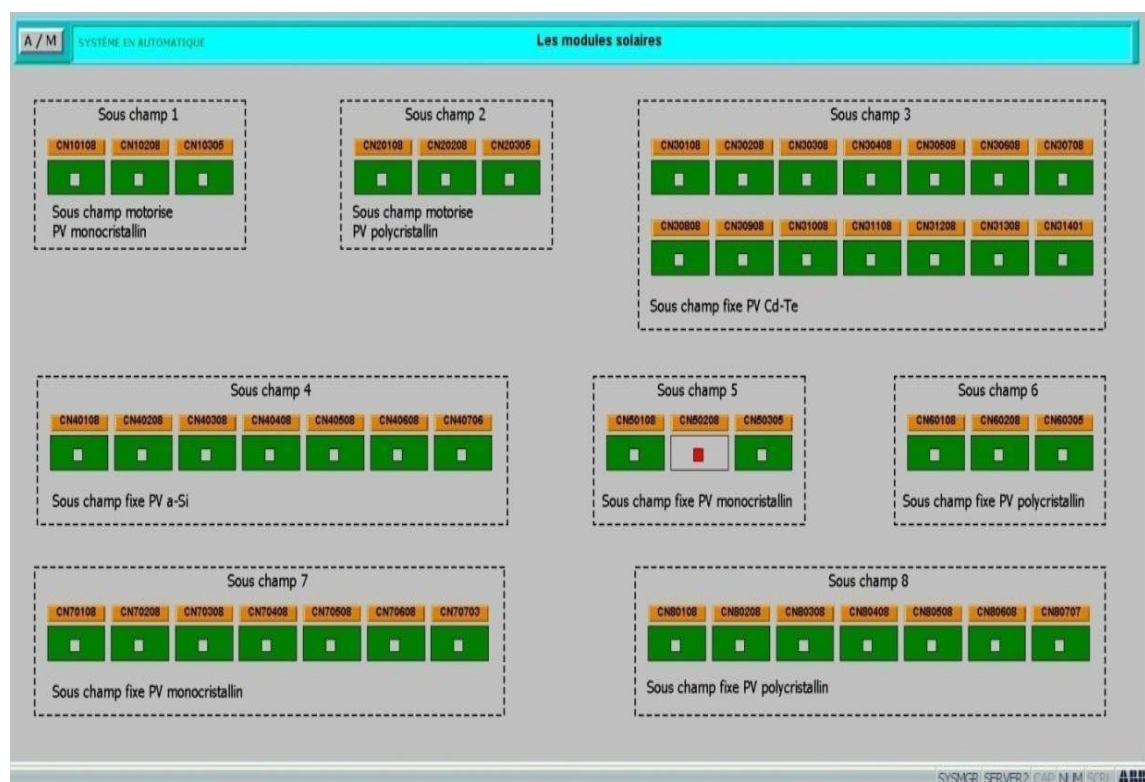 A / M
SYSTÈME EN AUTOMATIQUE
Les modules solaires
Sous champ 1
CN10108 CN10208 CN10305
Sous champ motorise
PV monocristallin
Sous champ 2
CN20108 CN20208 CN20305
Sous champ motorise
PV polycristallin
Sous champ 3
CN30108 CN30208 CN30308 CN30408 CN30508 CN30608 CN30708
CN30808 CN30908 CN31008 CN31108 CN31208 CN31308 CN31401
Sous champ fixe PV Cd-Te
Sous champ 4
CN40108 CN40208 CN40308 CN40408 CN40508 CN40608 CN40706
Sous champ fixe PV a-Si
Sous champ 5
CN50108 CN50208 CN50305
Sous champ fixe PV monocristallin
Sous champ 6
CN60108 CN60208 CN60305
Sous champ fixe PV polycristallin
Sous champ 7
CN70108 CN70208 CN70308 CN70408 CN70508 CN70608 CN70703
Sous champ fixe PV monocristallin
Sous champ 8
CN80108 CN80208 CN80308 CN80408 CN80508 CN80608 CN80707
Sous champ fixe PV polycristallin
SYSMGR SERVER2 CAP NUM SCRL ABB